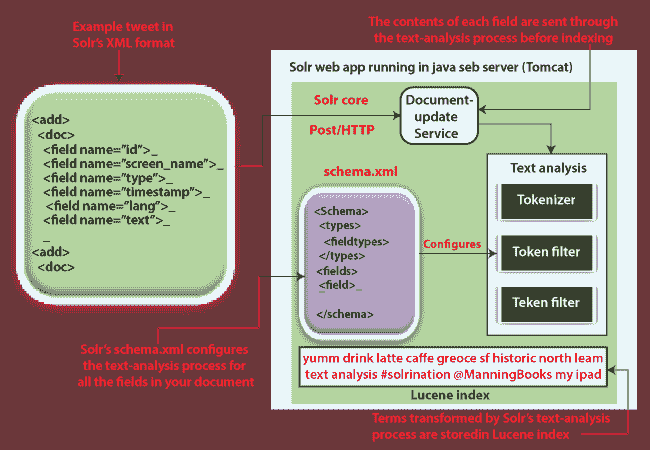 Example tweet in
Solr's XML format
The contents of each field are sent through
the text-analysis process before indexing
Solr web app running in java seb server (Tomcat)
<add>
<doc>
<field name="id">_
<field name="screen_name">_
<field name="type">_
<field name="timestamp">_
<field name="lang">_
<field name="text">_
_
<add>
<doc>
Solr core
Post/HTTP
Document-
update
Service
schema.xml
<Schema>
<types>
<fieldtypes>
</types>
<fields>
_<field>_
</schema>
Configures
Text analysis
Tokenizer
Token filter
Teken filter
yumm drink latte caffe greoce sf historic north leam
text analysis #solrination @ManningBooks my ipad
Lucene index
Solr's schema.xml configures
the text-analysis process for
all the fields in your document
Terms transformed by Solr's text-analysis
process are storedin Lucene index